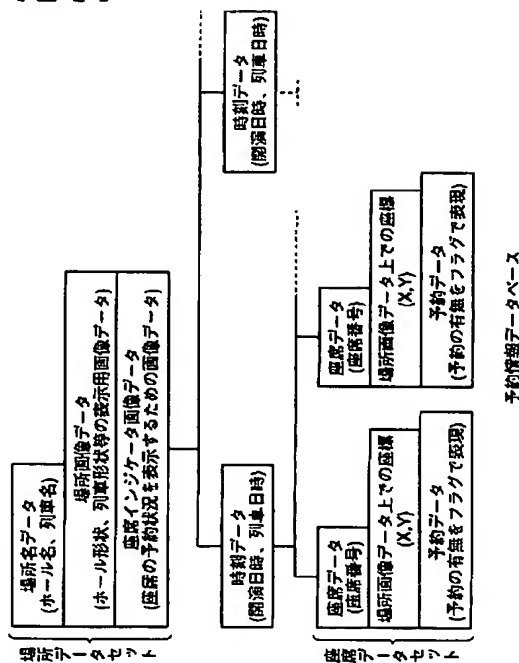 場所データセット
場所名データ
(ホール名、列車名)
場所画像データ
(ホール形状、列車形状等の表示用画像データ)
座席インジケータ画像データ
(座席の予約状況を表示するための画像データ)
時刻データ
(開演日時、列車日時)
時刻データ
(開演日時、列車日時)
座席データセット
座席データ
(座席番号)
場所画像データ上での座標
(X,Y)
予約データ
(予約の有無をフラグで表現)
座席データ
(座席番号)
場所画像データ上での座標
(X,Y)
予約データ
(予約の有無をフラグで表現)
予約情報データベース